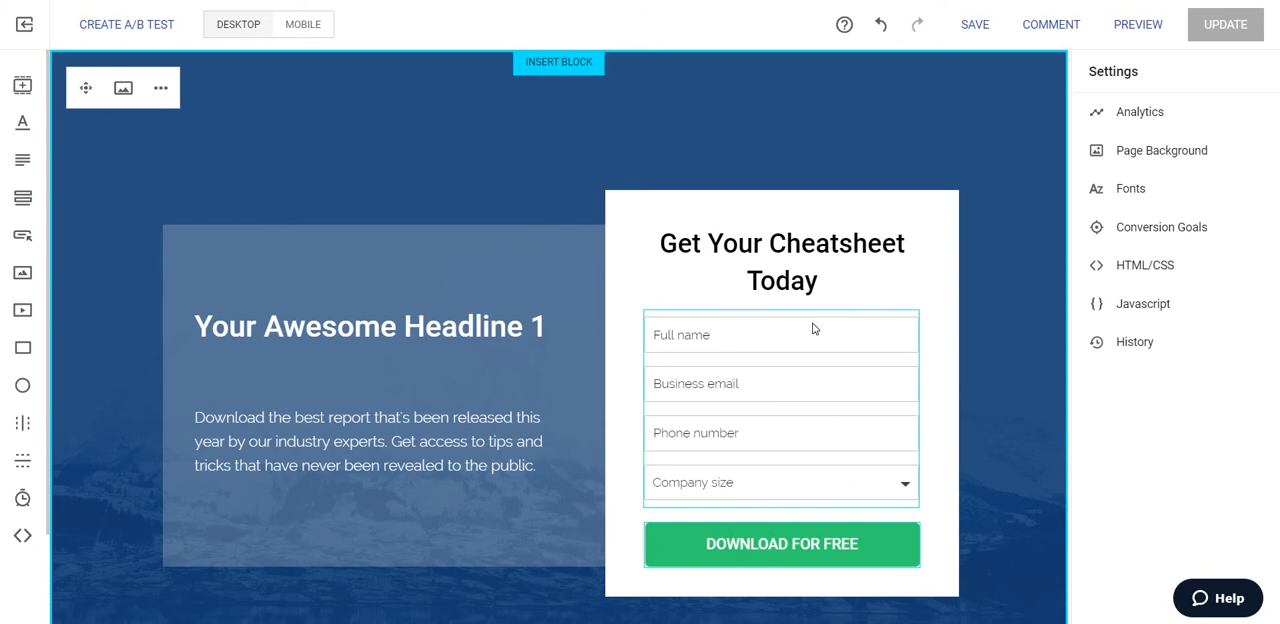 CREATE A/B TEST
DESKTOP
MOBILE
SAVE
COMMENT
PREVIEW
UPDATE
INSERT BLOCK
Settings
Analytics
Page Background
Fonts
Conversion Goals
HTML/CSS
Javascript
History
Your Awesome Headline 1
Download the best report that's been released this
year by our industry experts. Get access to tips and
tricks that have never been revealed to the public.
Get Your Cheatsheet
Today
Full name
Business email
Phone number
Company size
DOWNLOAD FOR FREE
Help